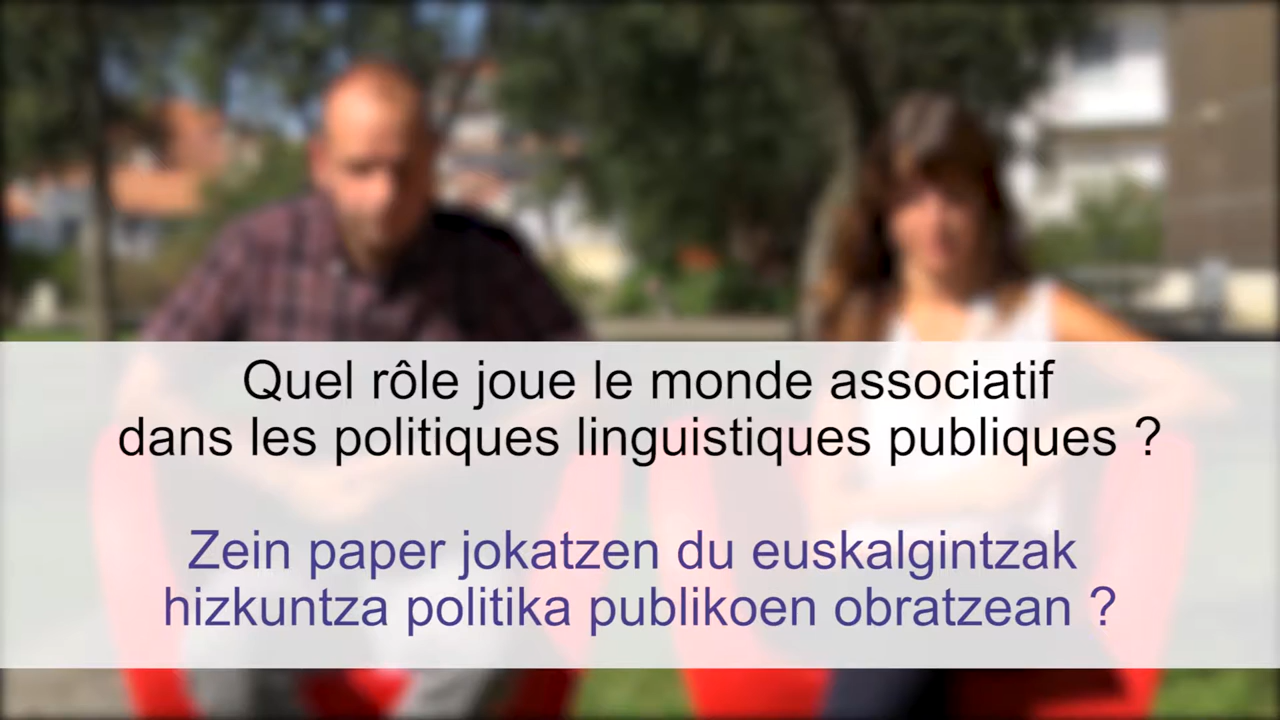 Quel rôle joue le monde associatif
dans les politiques linguistiques publiques ?
Zein paper jokatzen du euskalgintzak
hizkuntza politika publikoen obratzean ?